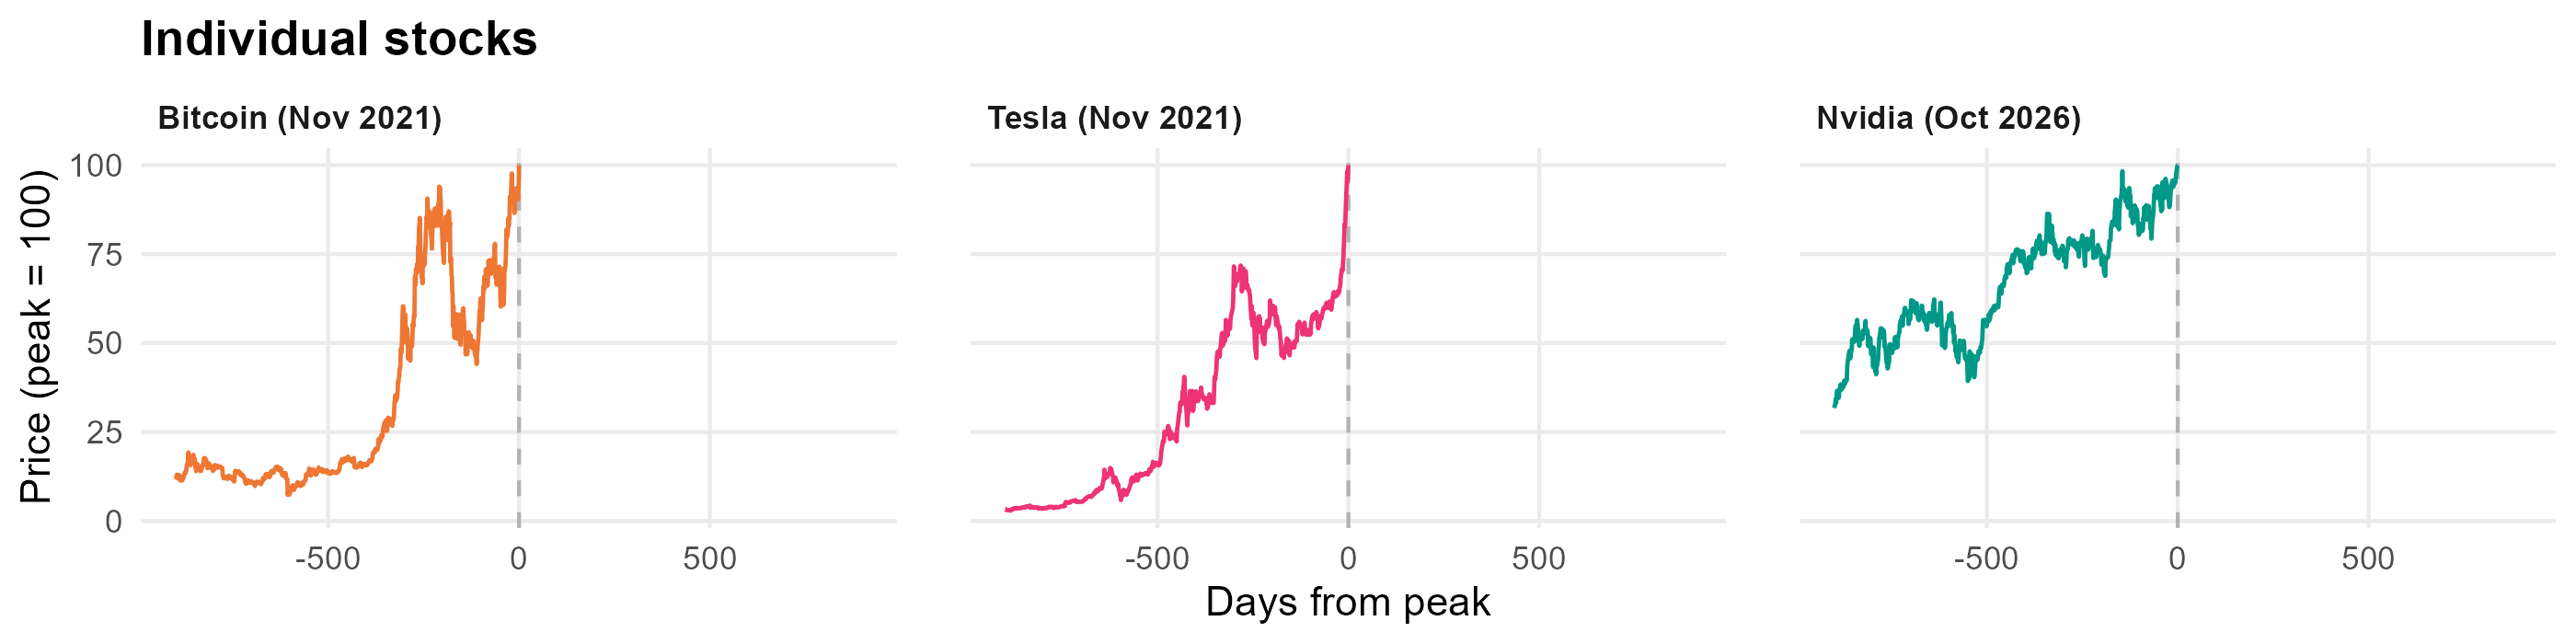 Individual stocks
Bitcoin (Nov 2021)
Tesla (Nov 2021)
Nvidia (Oct 2026)
Price (peak = 100)
100
75
50
25
0
-500 0 500
-500 0 500
-500 0 500
Days from peak